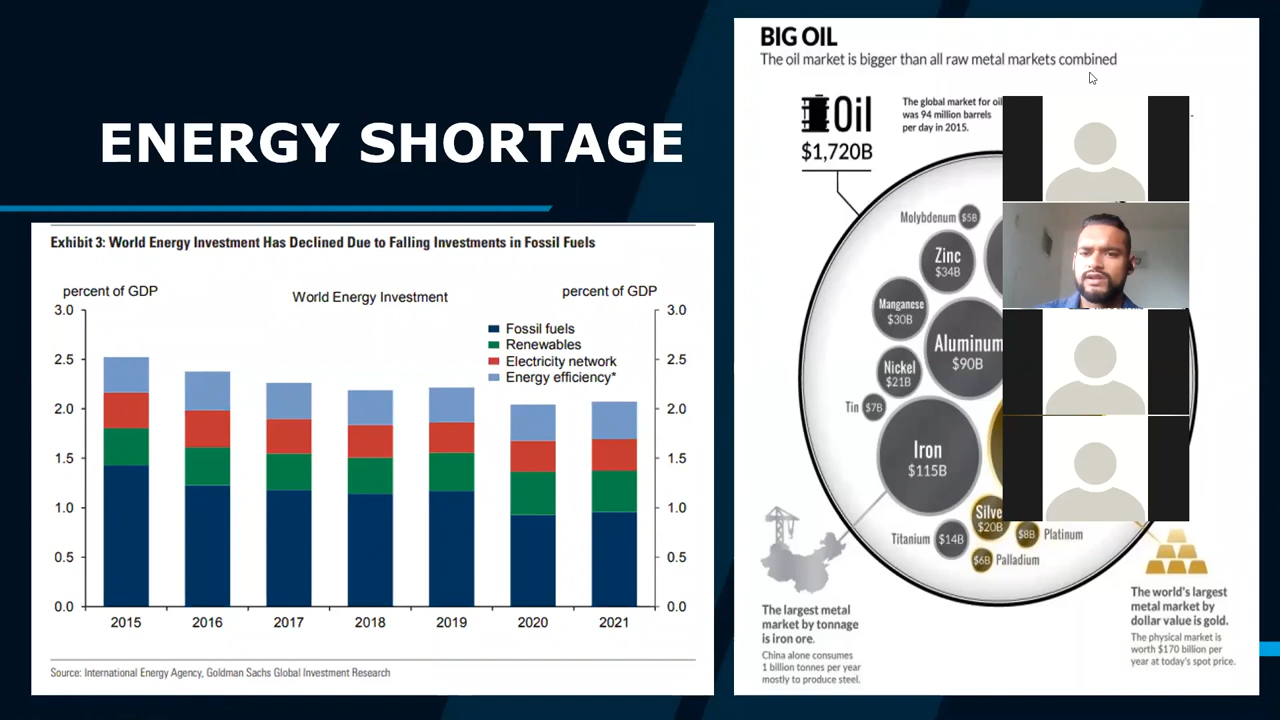 ENERGY SHORTAGE
Exhibit 3: World Energy Investment Has Declined Due to Falling Investments in Fossil Fuels
percent of GDP
World Energy Investment
percent of GDP
Fossil fuels
Renewables
Electricity network
Energy efficiency*
3.0
2.5
2.0
1.5
1.0
0.5
0.0
3.0
2.5
2.0
1.5
1.0
0.5
0.0
2015 2016 2017 2018 2019 2020 2021
Source: International Energy Agency, Goldman Sachs Global Investment Research
BIG OIL
The oil market is bigger than all raw metal markets combined
Oil
$1,720B
The global market for oil
was 94 million barrels
per day in 2015.
Molybdenum $5B
Zinc
$34B
Manganese
$30B
Aluminum
$90B
Nickel
$21B
Tin $7B
Iron
$115B
Silve
$20B
Titanium $14B
$8B Platinum
$6B Palladium
The largest metal
market by tonnage
is iron ore.
China alone consumes
1 billion tonnes per year
mostly to produce steel.
The world's largest
metal market by
dollar value is gold.
The physical market is
worth $170 billion per
year at today's spot price.